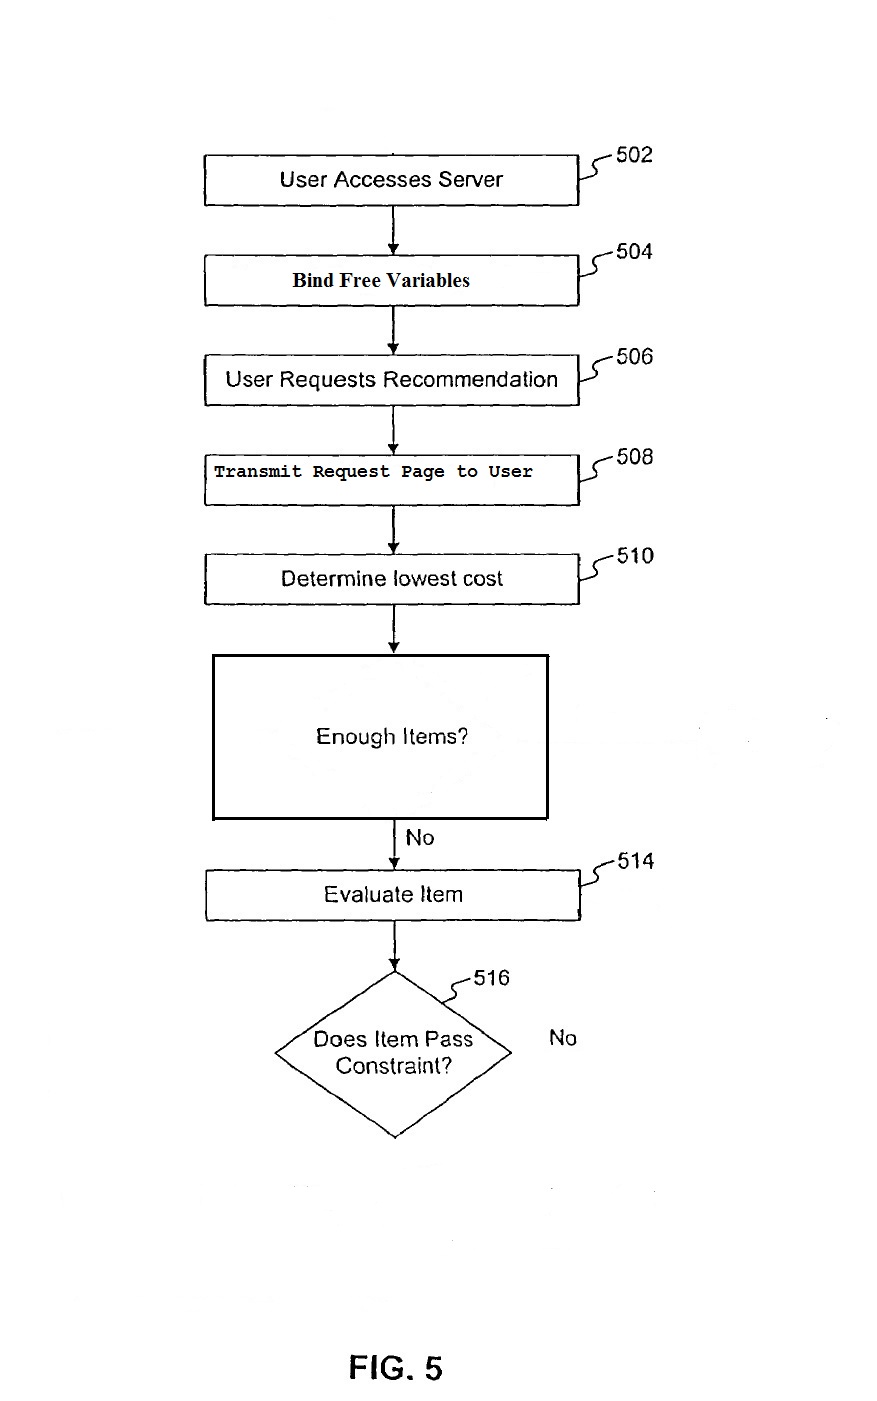 502
User Accesses Server
504
Bind Free Variables
506
User Requests Recommendation
508
Transmit Request Page to User
510
Determine lowest cost
Enough Items?
No
514
Evaluate Item
516
Does Item Pass
Constraint?
No
FIG. 5